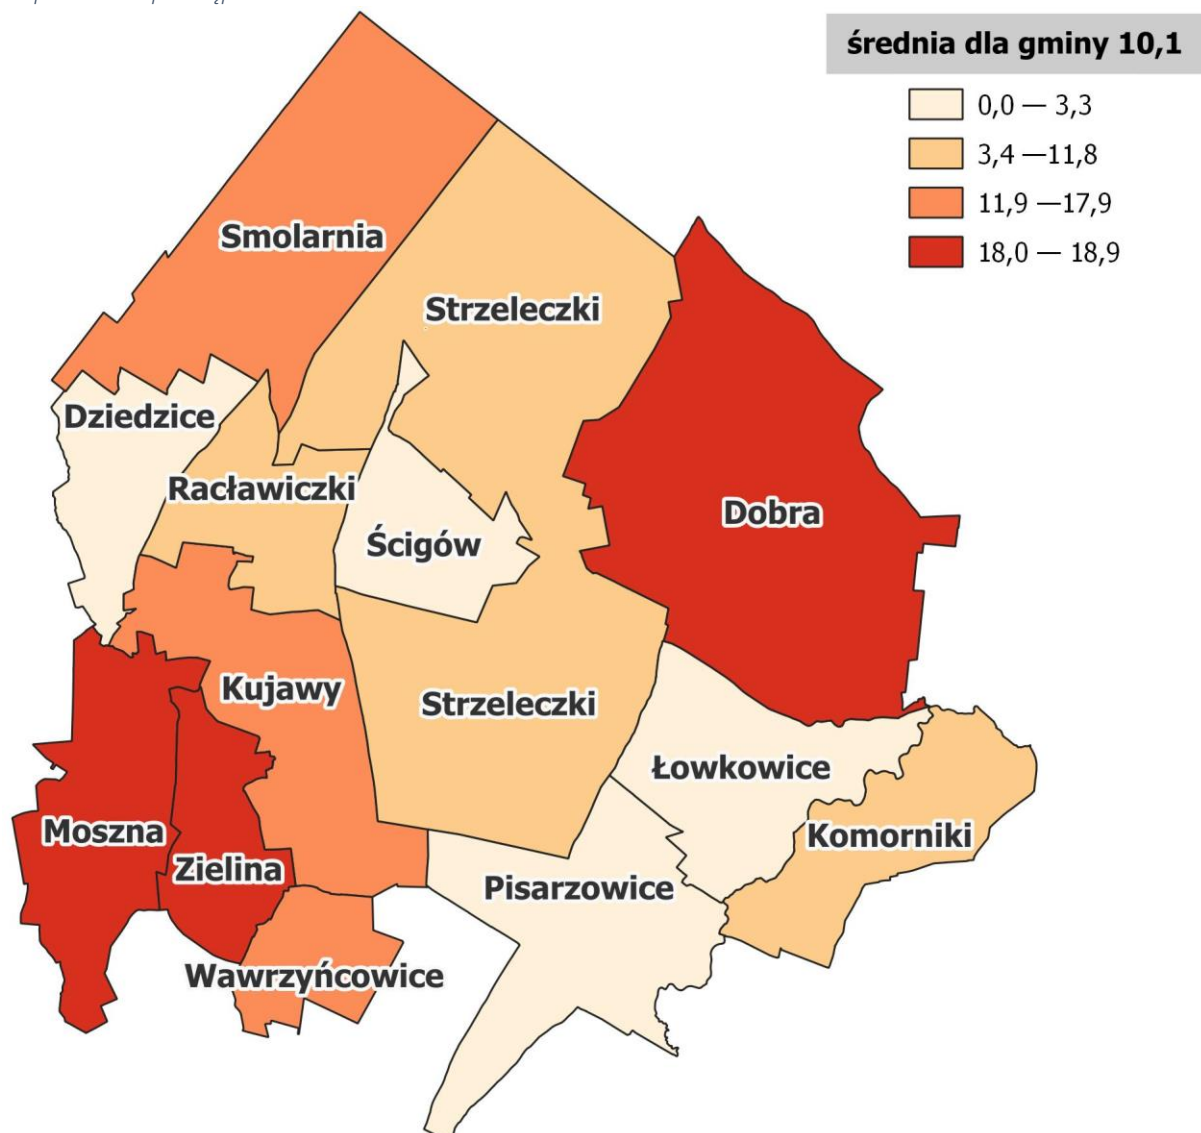 średnia dla gminy 10,1
0,0 — 3,3
3,4 —11,8
11,9 —17,9
18,0 — 18,9
Smolarnia
Strzeleczki
Dziedzice
Racławiczki
Dobra
Ścigów
Kujawy
Strzeleczki
Łowkowice
Moszna
Komorniki
Zielina
Pisarzowice
Wawrzyńcowice